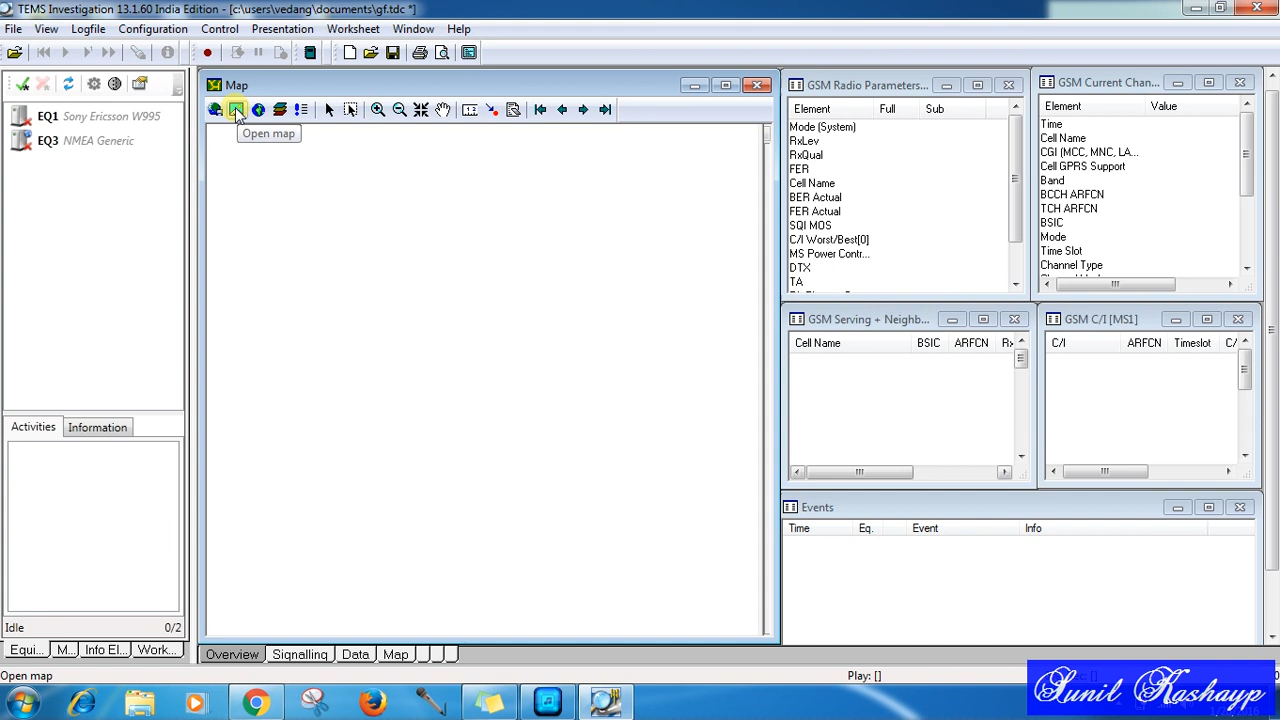 TEMS Investigation 13.1.60 India Edition - [c:\users\vedang\documents\gf.tdc *]
File View Logfile Configuration Control Presentation Worksheet Window Help
Map
Open map
EQ1 Sony Ericsson W995
EQ3 NMEA Generic
Activities Information
Idle 0/2
Equi... M... Info El... Work...
Overview Signalling Data Map
GSM Radio Parameters...
Element Full Sub
Mode (System)
RxLev
RxQual
FER
Cell Name
BER Actual
FER Actual
SQI MOS
C/I Worst/Best[0]
MS Power Contr...
DTX
TA
GSM Current Chan...
Element Value
Time
Cell Name
CGI (MCC, MNC, LA...
Cell GPRS Support
Band
BCCH ARFCN
TCH ARFCN
BSIC
Mode
Time Slot
Channel Type
GSM Serving + Neighb...
Cell Name BSIC ARFCN Rx
GSM C/I [MS1]
C/I ARFCN Timeslot C/
Events
Time Eq. Event Info
Open map Play: []
Sunil Kashayp